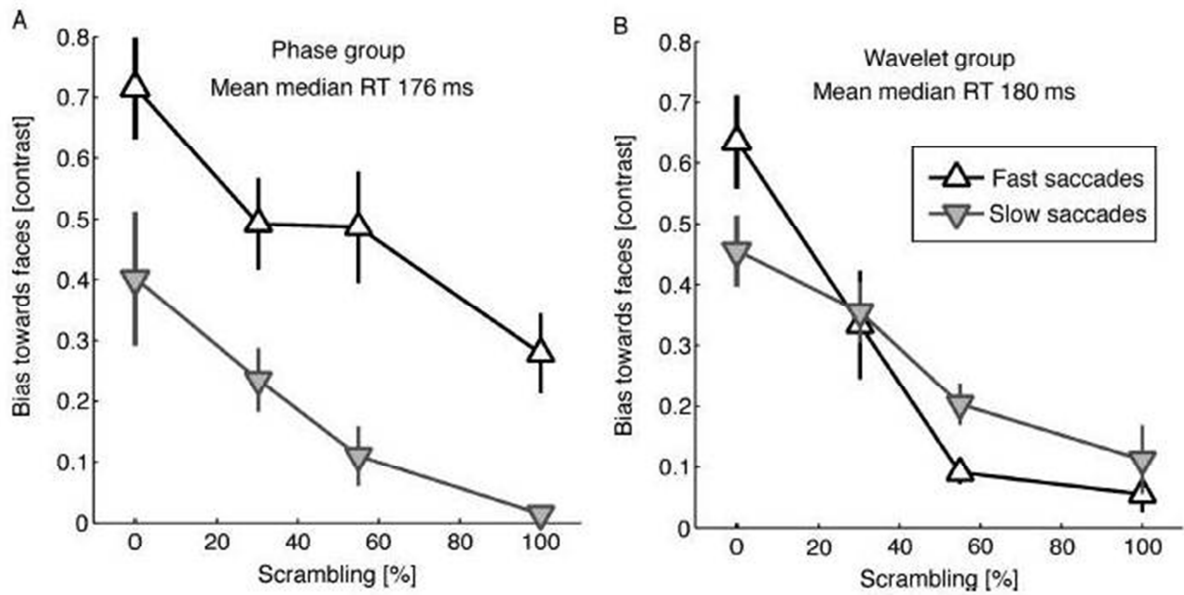 A
Phase group
Mean median RT 176 ms
Bias towards faces [contrast]
0.8
0.7
0.6
0.5
0.4
0.3
0.2
0.1
0
0 20 40 60 80 100
Scrambling [%]
B
Wavelet group
Mean median RT 180 ms
Fast saccades
Slow saccades
Bias towards faces [contrast]
0.8
0.7
0.6
0.5
0.4
0.3
0.2
0.1
0
0 20 40 60 80 100
Scrambling [%]